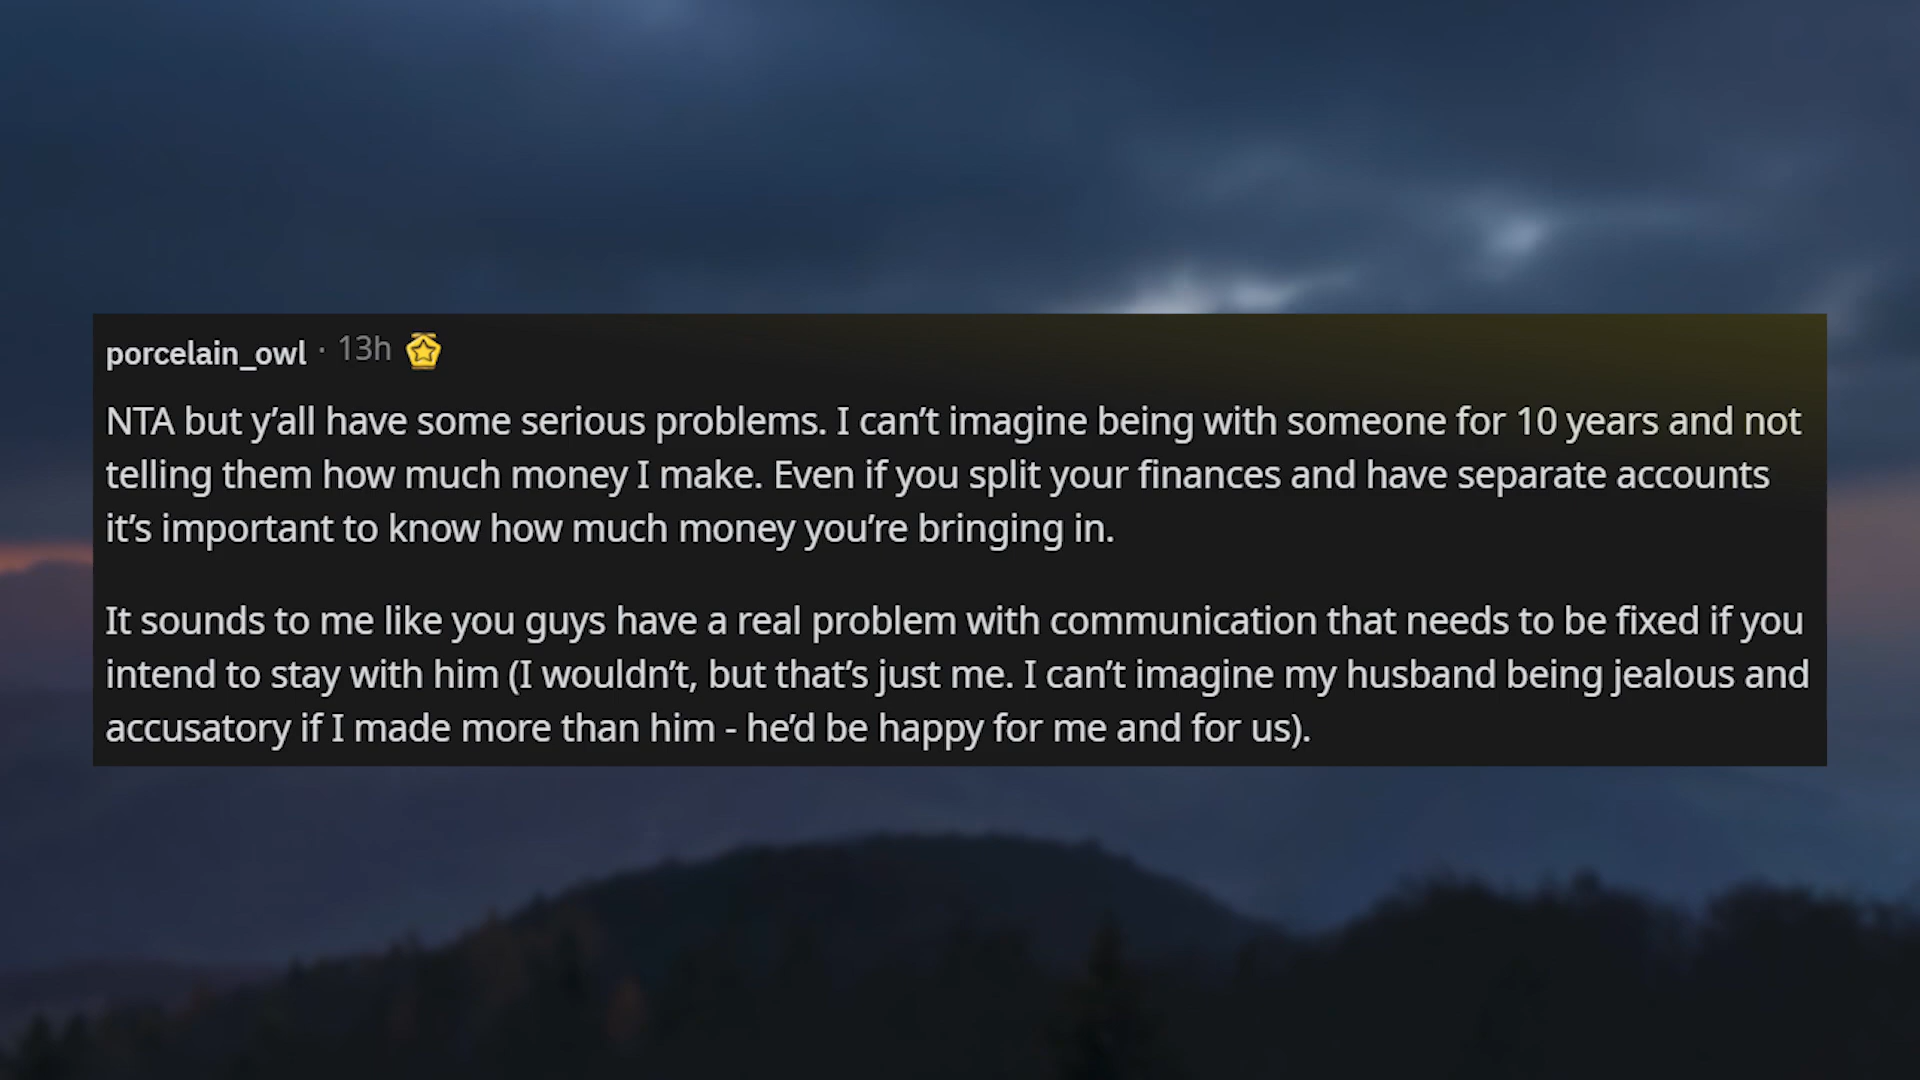 porcelain_owl · 13h
NTA but y’all have some serious problems. I can’t imagine being with someone for 10 years and not
telling them how much money I make. Even if you split your finances and have separate accounts
it’s important to know how much money you’re bringing in.
It sounds to me like you guys have a real problem with communication that needs to be fixed if you
intend to stay with him (I wouldn’t, but that’s just me. I can’t imagine my husband being jealous and
accusatory if I made more than him - he’d be happy for me and for us).